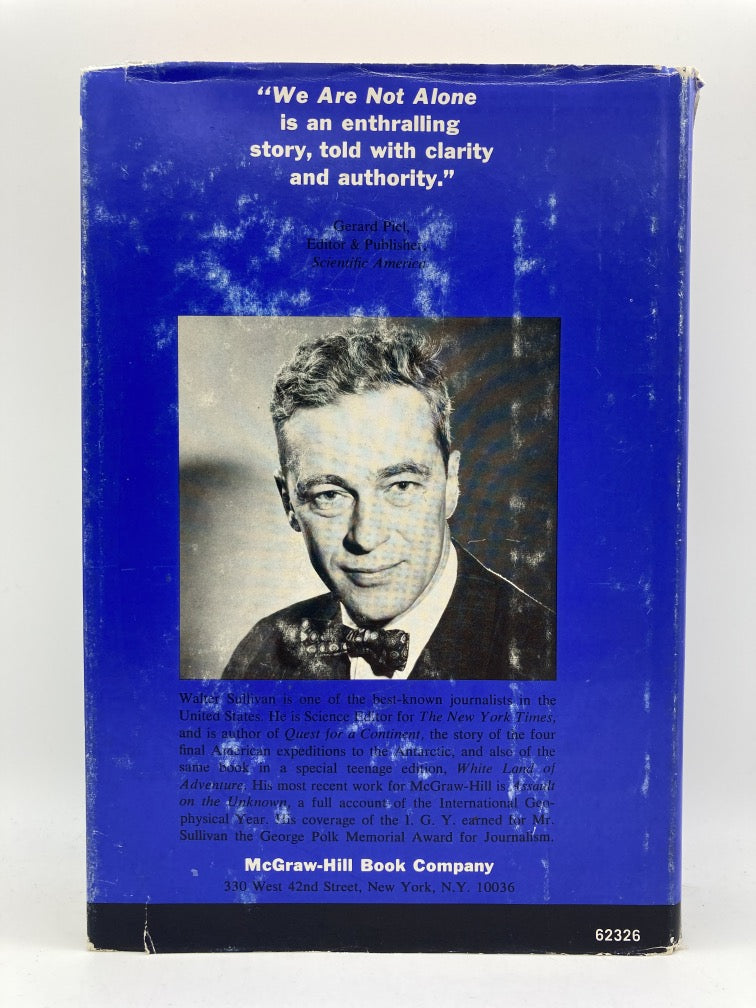 “We Are Not Alone
is an enthralling
story, told with clarity
and authority.”
Gerard Piel,
Editor & Publisher,
Scientific America
Walter Sullivan is one of the best-known journalists in the
United States. He is Science Editor for The New York Times,
and is author of Quest for a Continent, the story of the four
final American expeditions to the Antarctic, and also of the
same book in a special teenage edition, White Land of
Adventure. His most recent work for McGraw-Hill is Assault
on the Unknown, a full account of the International Geo-
physical Year. His coverage of the I. G. Y. earned for Mr.
Sullivan the George Polk Memorial Award for Journalism.
McGraw-Hill Book Company
330 West 42nd Street, New York, N.Y. 10036
62326